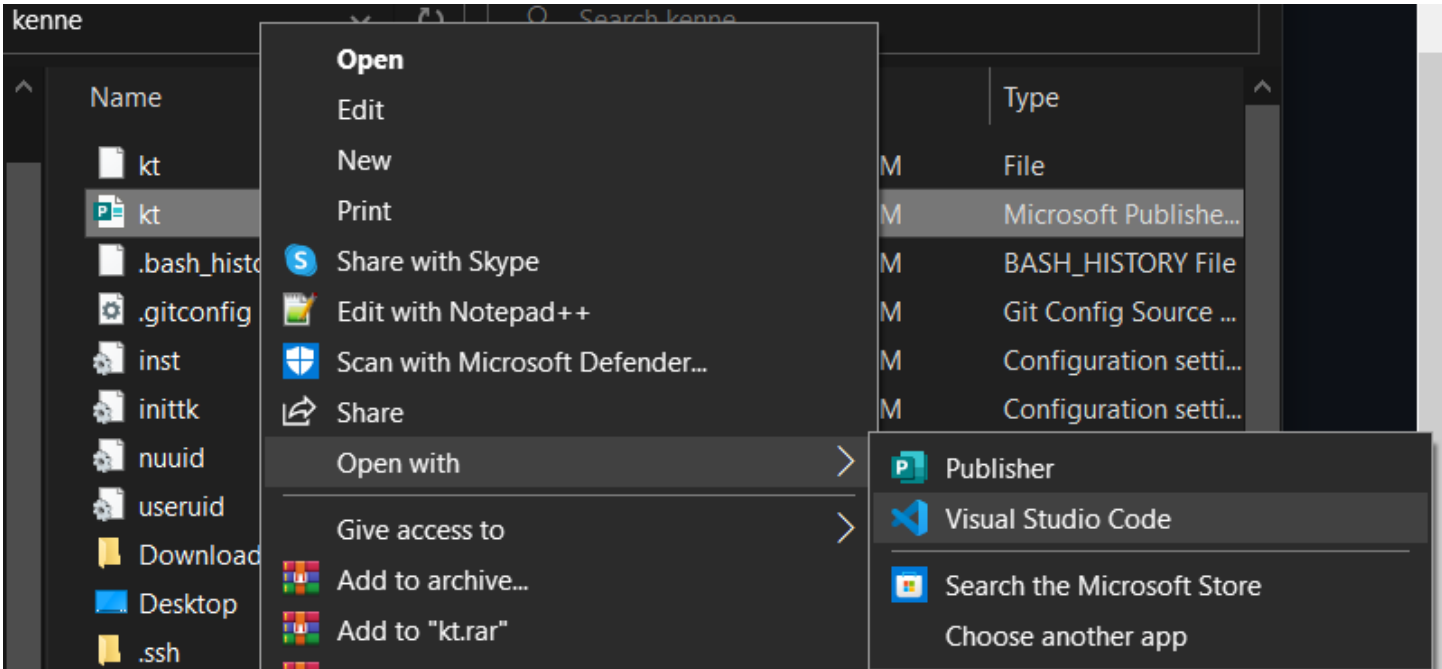 kenne
Search kenne
Name
Type
kt
M
File
kt
M
Microsoft Publishe...
.bash_histo
M
BASH_HISTORY File
.gitconfig
M
Git Config Source ...
inst
M
Configuration setti...
inittk
M
Configuration setti...
nuuid
useruid
Download
Desktop
.ssh
Open
Edit
New
Print
Share with Skype
Edit with Notepad++
Scan with Microsoft Defender...
Share
Open with
Give access to
Add to archive...
Add to "kt.rar"
Publisher
Visual Studio Code
Search the Microsoft Store
Choose another app